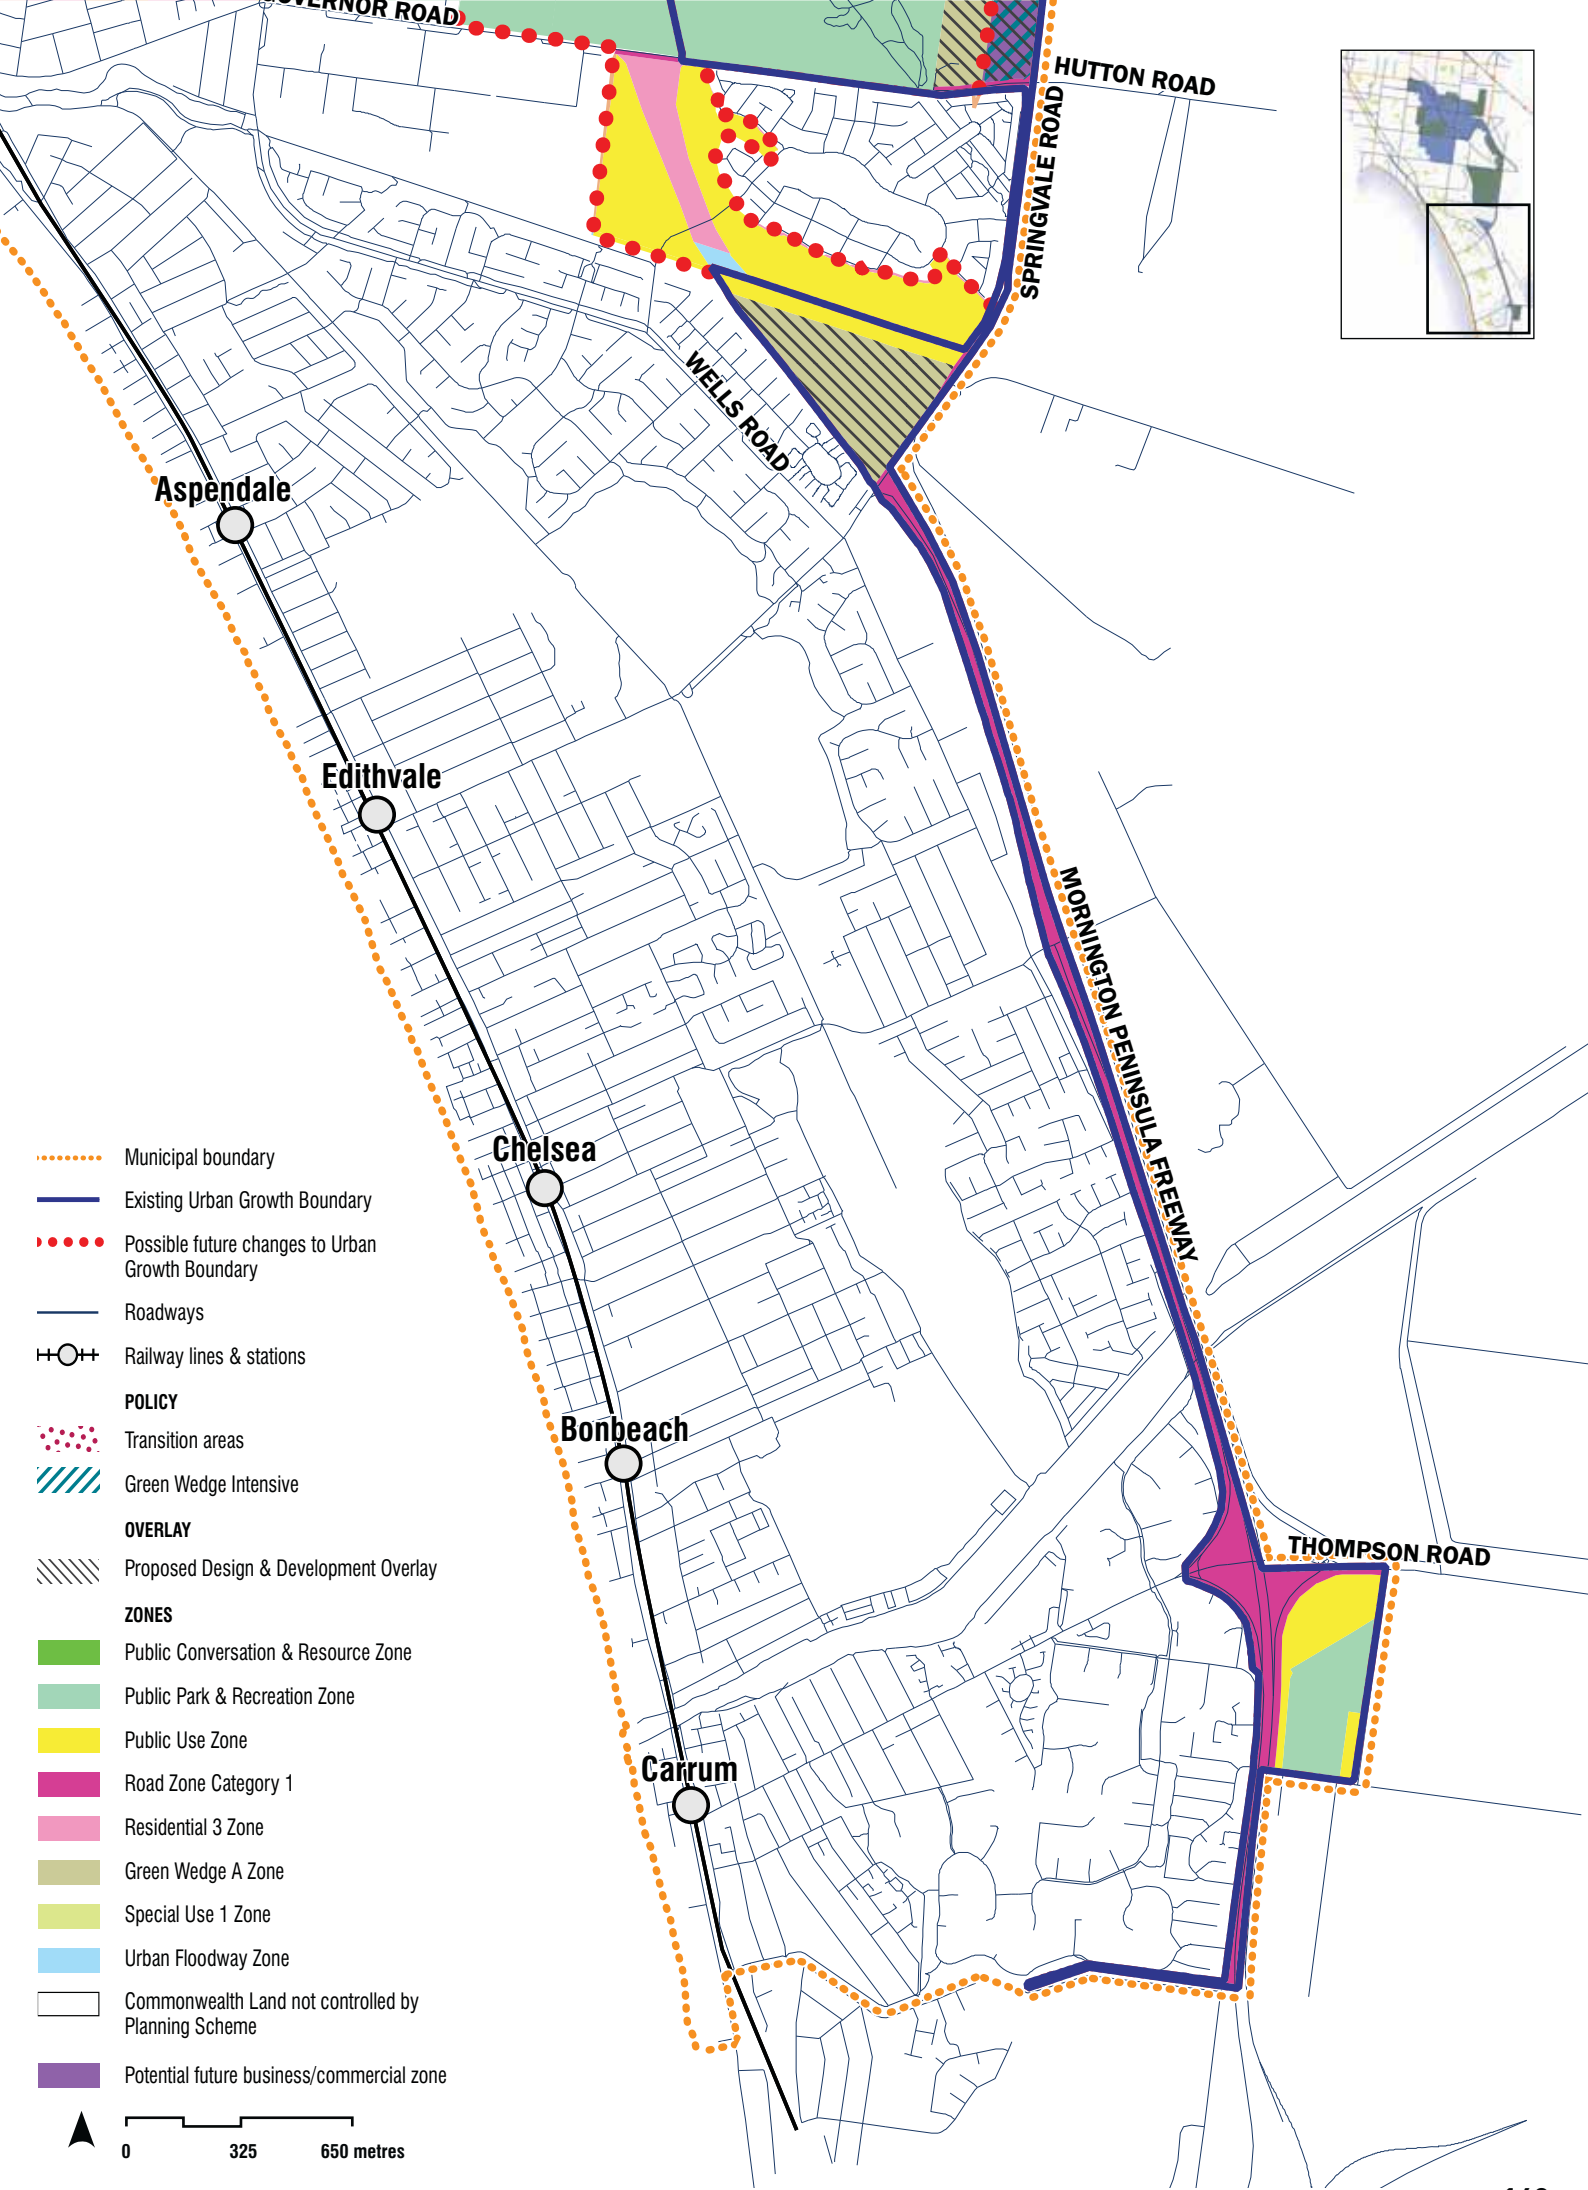 GOVERNOR ROAD
HUTTON ROAD
SPRINGVALE ROAD
WELLS ROAD
Aspendale
Edithvale
MORNINGTON PENINSULA FREEWAY
Chelsea
Bonbeach
THOMPSON ROAD
Carrum
Municipal boundary
Existing Urban Growth Boundary
Possible future changes to Urban
Growth Boundary
Roadways
Railway lines & stations
POLICY
Transition areas
Green Wedge Intensive
OVERLAY
Proposed Design & Development Overlay
ZONES
Public Conversation & Resource Zone
Public Park & Recreation Zone
Public Use Zone
Road Zone Category 1
Residential 3 Zone
Green Wedge A Zone
Special Use 1 Zone
Urban Floodway Zone
Commonwealth Land not controlled by
Planning Scheme
Potential future business/commercial zone
0 325 650 metres